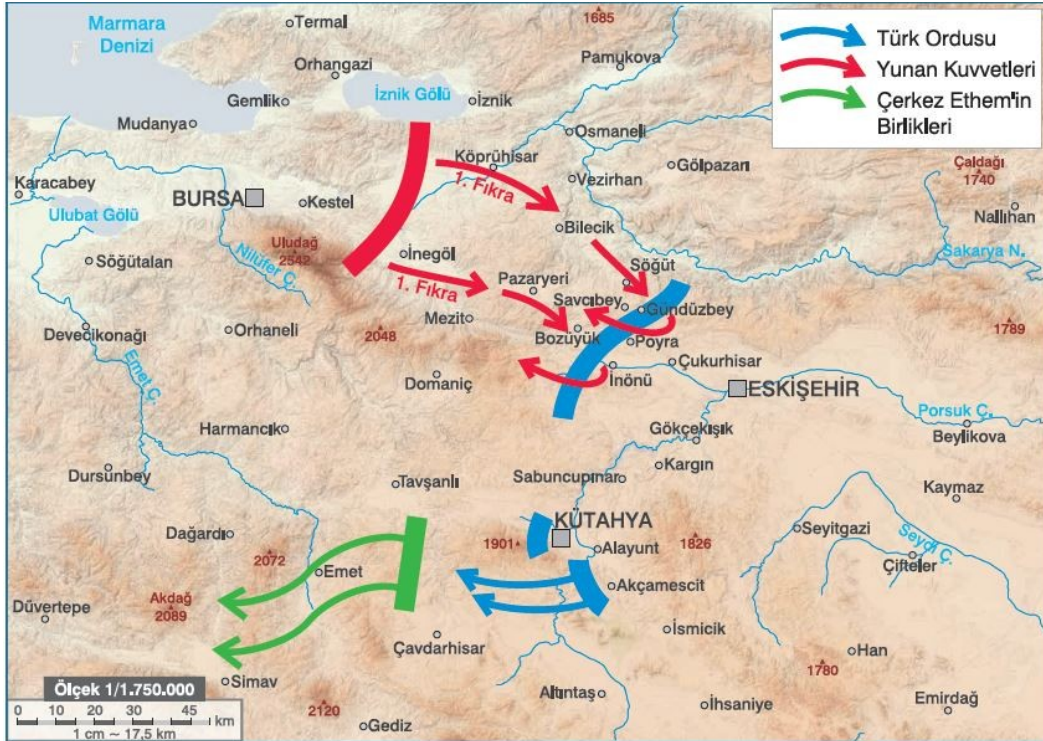 Marmara
Denizi
Termal
1685
Pamukova
Orhangazi
İznik Gölü
İznik
Gemlik
Mudanya
Osmaneli
Türk Ordusu
Yunan Kuvvetleri
Çerkez Ethem'in
Birlikleri
Köprühisar
Gölpazarı
Vezirhan
Çaldağı
1740
Karacabey
BURSA
Kestel
1. Fıkra
Nallıhan
Ulubat Gölü
Bilecik
Uludağ
2542
Nilüfer Ç.
İnegöl
Söğütalan
Sakarya N.
1. Fıkra
Pazaryeri
Söğüt
Savcıbey
Gündüzbey
Mezit
Devecikonağı
Orhaneli
2048
Bozüyük
Poyra
1789
Emet Ç.
Domaniç
İnönü
Çukurhisar
ESKİŞEHİR
Porsuk Ç.
Beylikova
Harmancık
Gökçekışık
Kargın
Dursunbey
Tavşanlı
Sabuncupınar
Kaymaz
KÜTAHYA
Dağardı
1901
Alayunt
1826
Seyitgazi
Seydi Ç.
Çifteler
2072
Emet
Akçamescit
Akdağ
2089
Düvertepe
İsmicik
Çavdarhisar
Han
1780
Simav
Altıntaş
İhsaniye
Emirdağ
2120
Gediz
Ölçek 1/1.750.000
0 10 20 30 45 km
1 cm ~ 17,5 km